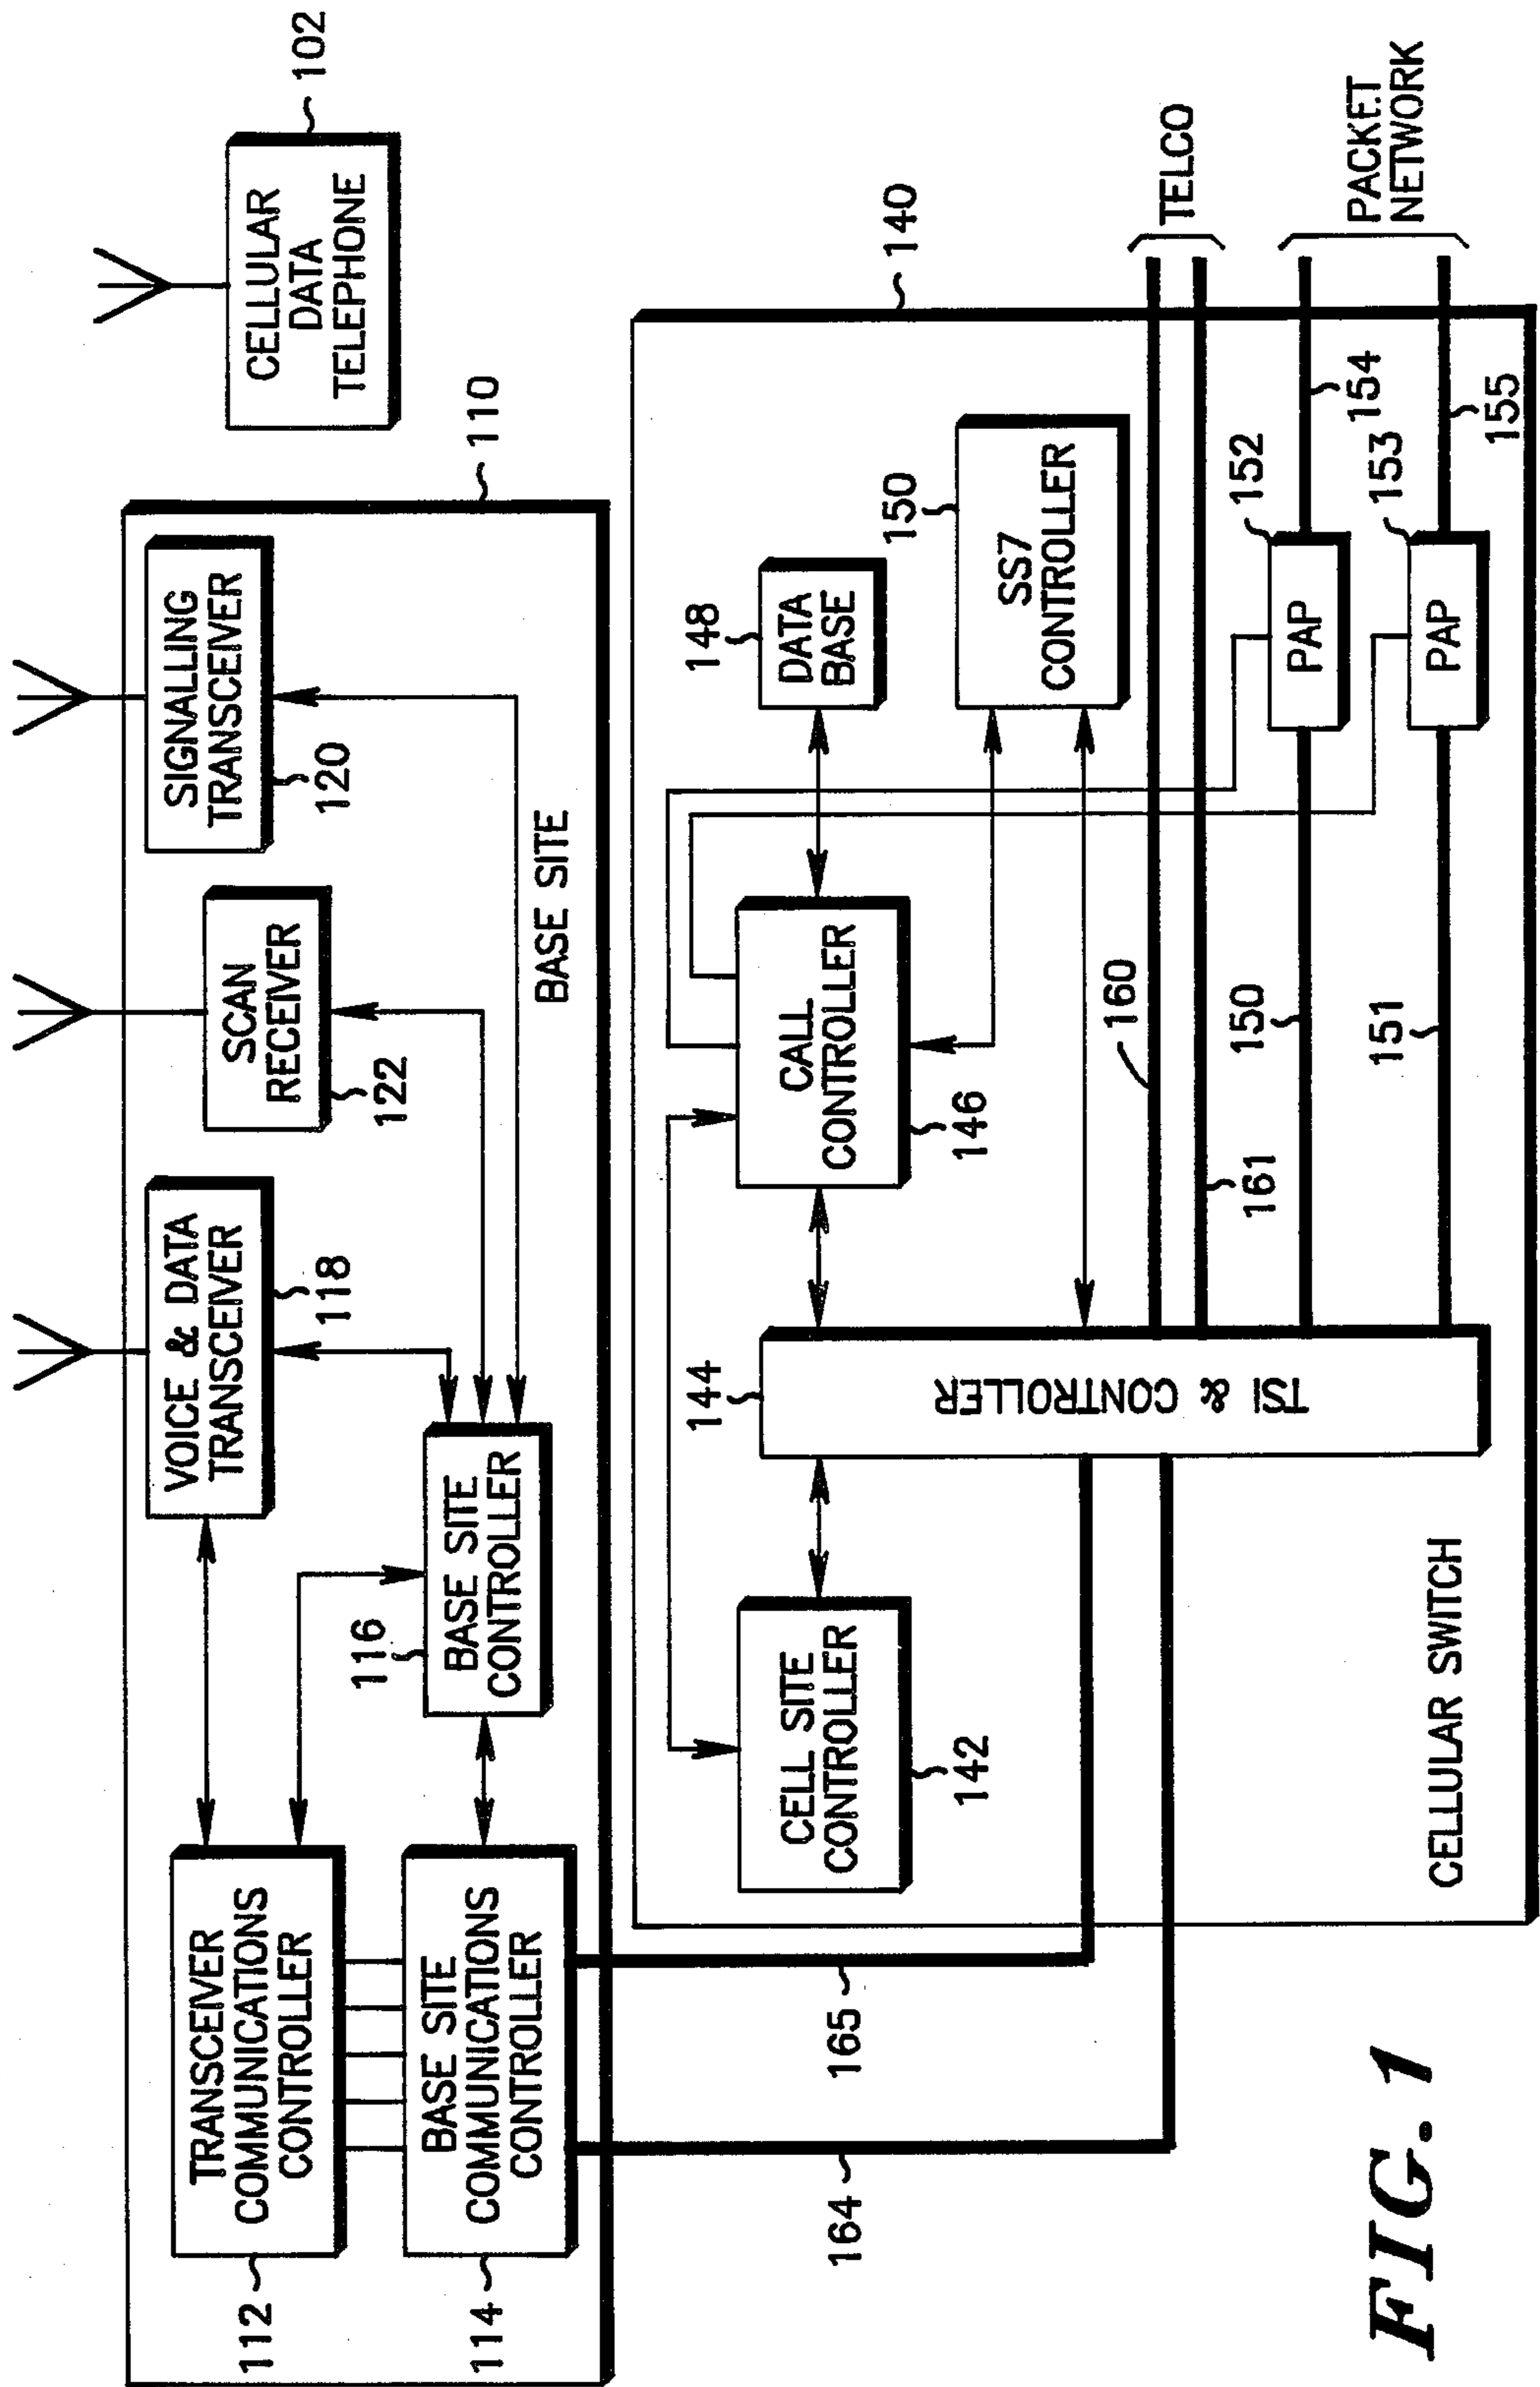 CELLULAR
DATA
TELEPHONE
102
110
SIGNALLING
TRANSCEIVER
120
SCAN
RECEIVER
122
VOICE & DATA
TRANSCEIVER
118
BASE SITE
CONTROLLER
116
TRANSCEIVER
COMMUNICATIONS
CONTROLLER
112
BASE SITE
COMMUNICATIONS
CONTROLLER
114
BASE SITE
164
165
140
CELL SITE
CONTROLLER
142
144
TSI & CONTROLLER
CALL
CONTROLLER
146
148
DATA
BASE
150
SS7
CONTROLLER
160
161
TELCO
150
151
152
PAP
153
PAP
154
155
PACKET
NETWORK
CELLULAR SWITCH
FIG. 1